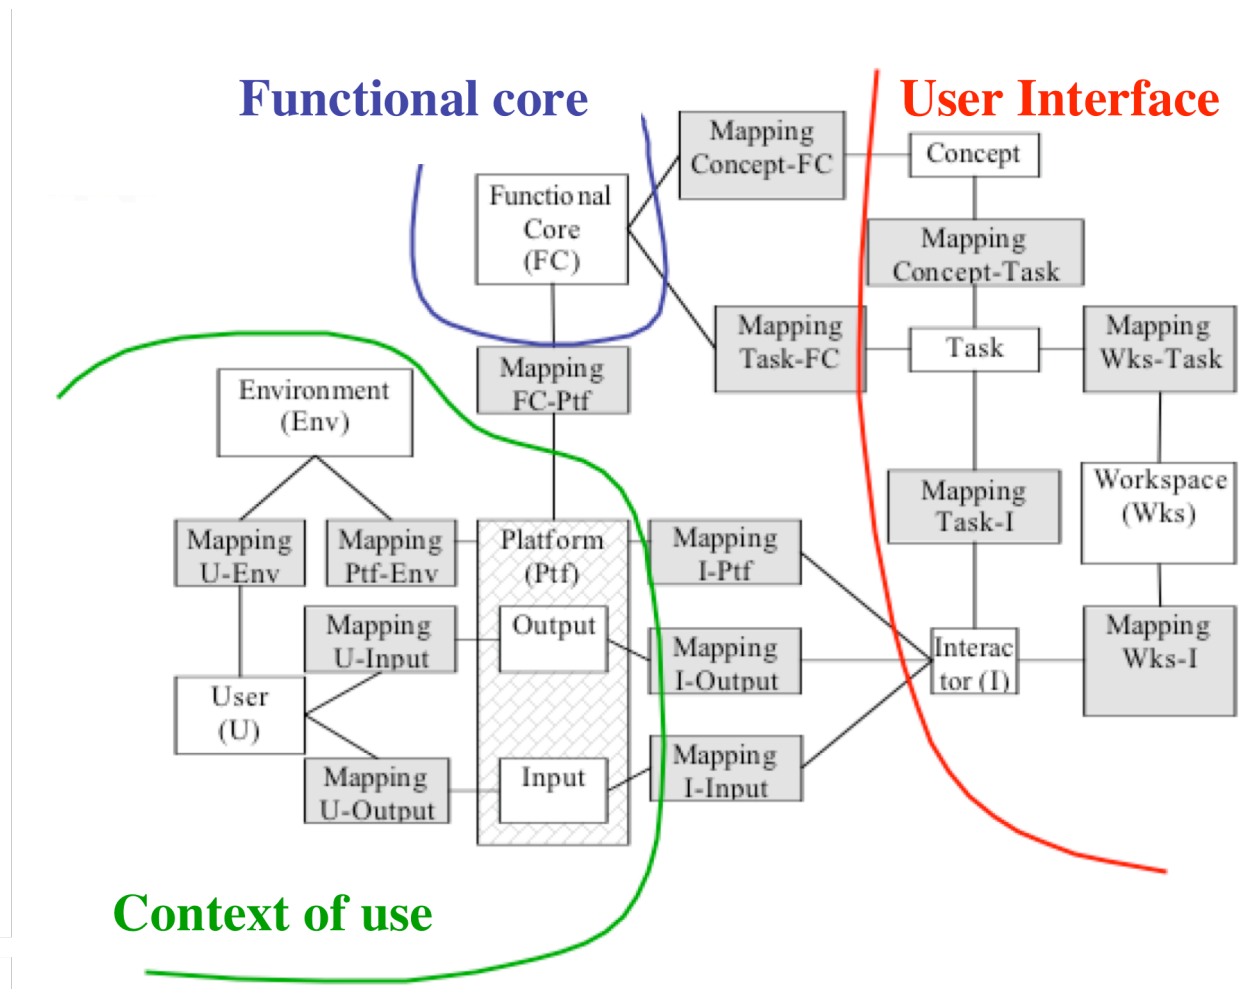 Functional core
User Interface
Mapping
Concept-FC
Concept
Functional
Core
(FC)
Mapping
Concept-Task
Mapping
Task-FC
Task
Mapping
Wks-Task
Mapping
FC-Ptf
Environment
(Env)
Mapping
Task-I
Workspace
(Wks)
Mapping
U-Env
Mapping
Ptf-Env
Platform
(Ptf)
Mapping
I-Ptf
Mapping
U-Input
Output
Mapping
I-Output
Interac
tor (I)
Mapping
Wks-I
User
(U)
Mapping
U-Output
Input
Mapping
I-Input
Context of use